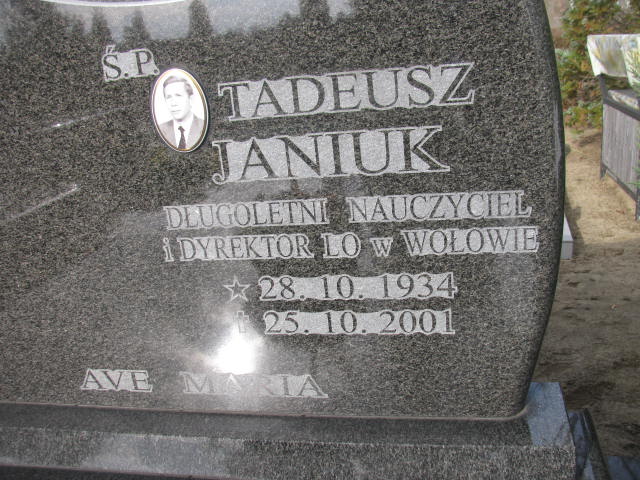 Ś.P.
TADEUSZ
JANIUK
DŁUGOLETNI NAUCZYCIEL
i DYREKTOR LO w WOŁOWIE
28.10.1934
25.10.2001
AVE MARIA